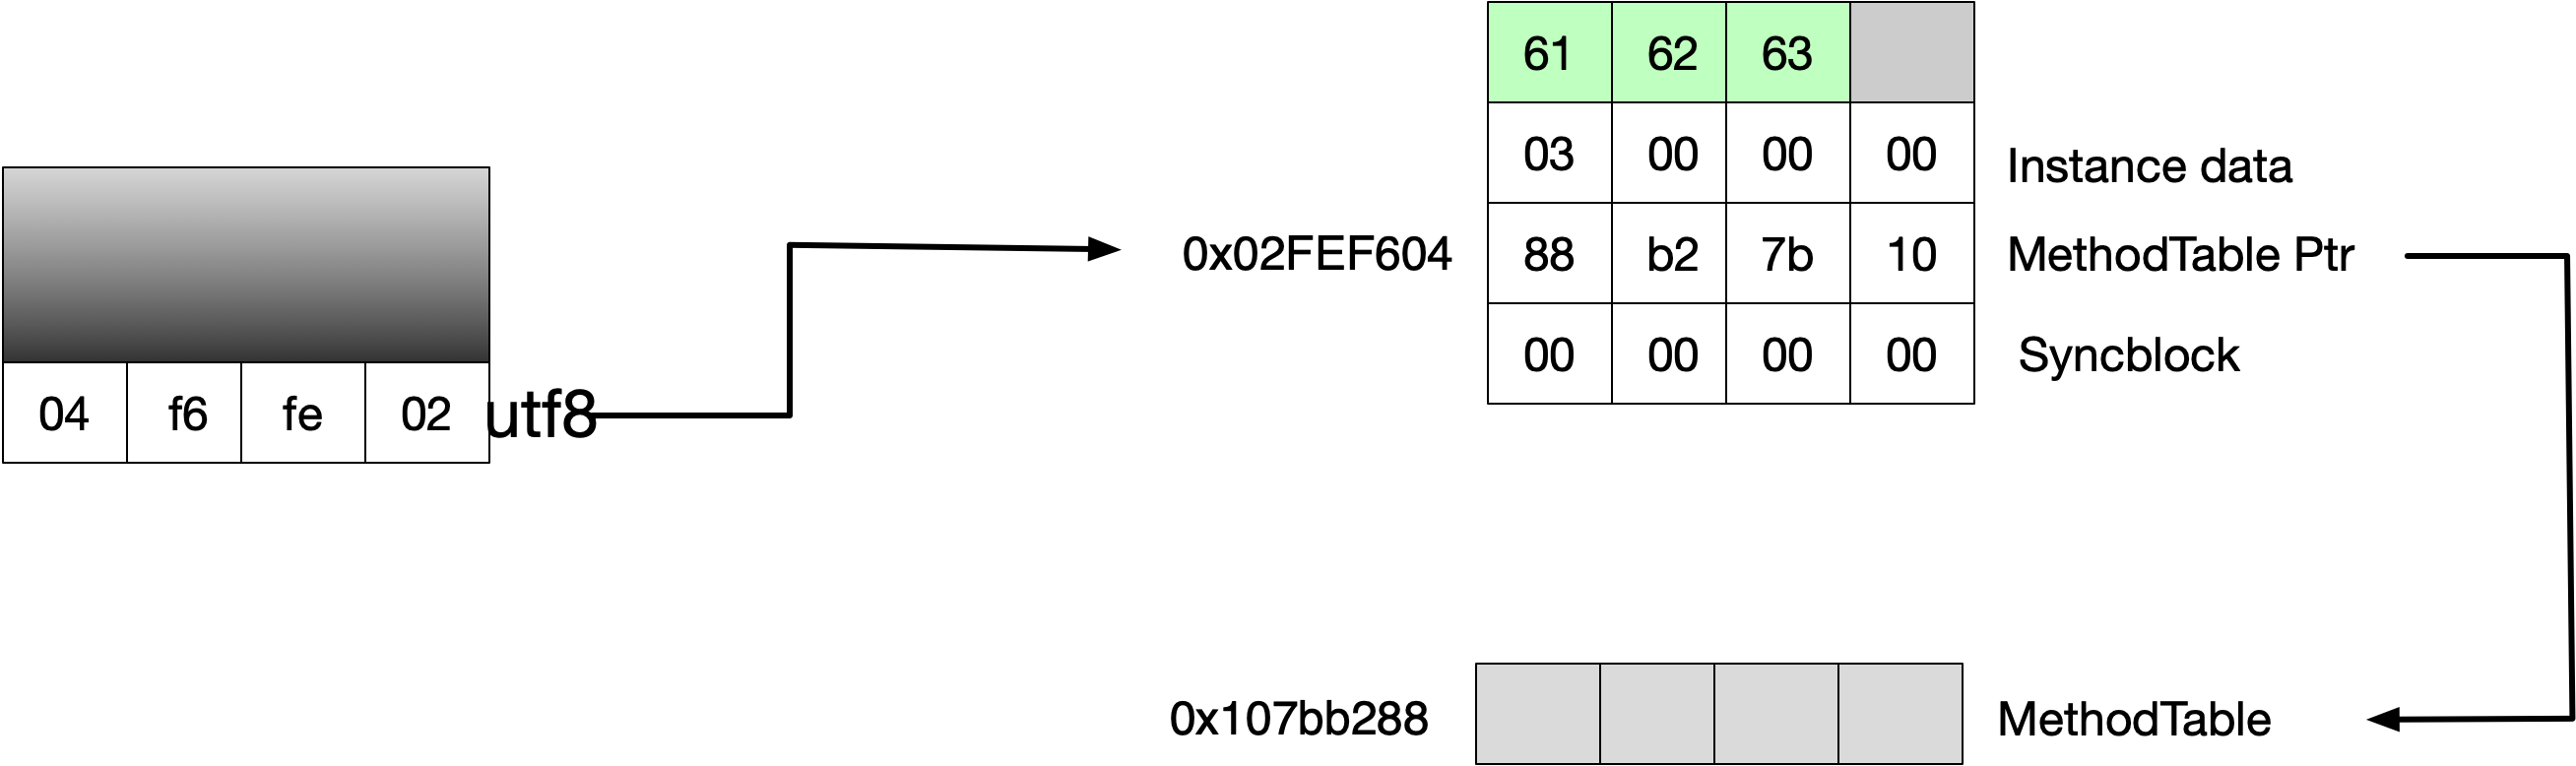 61 62 63
03 00 00 00 Instance data
0x02FEF604 88 b2 7b 10 MethodTable Ptr
00 00 00 00 Syncblock
04 f6 fe 02 utf8
0x107bb288 MethodTable